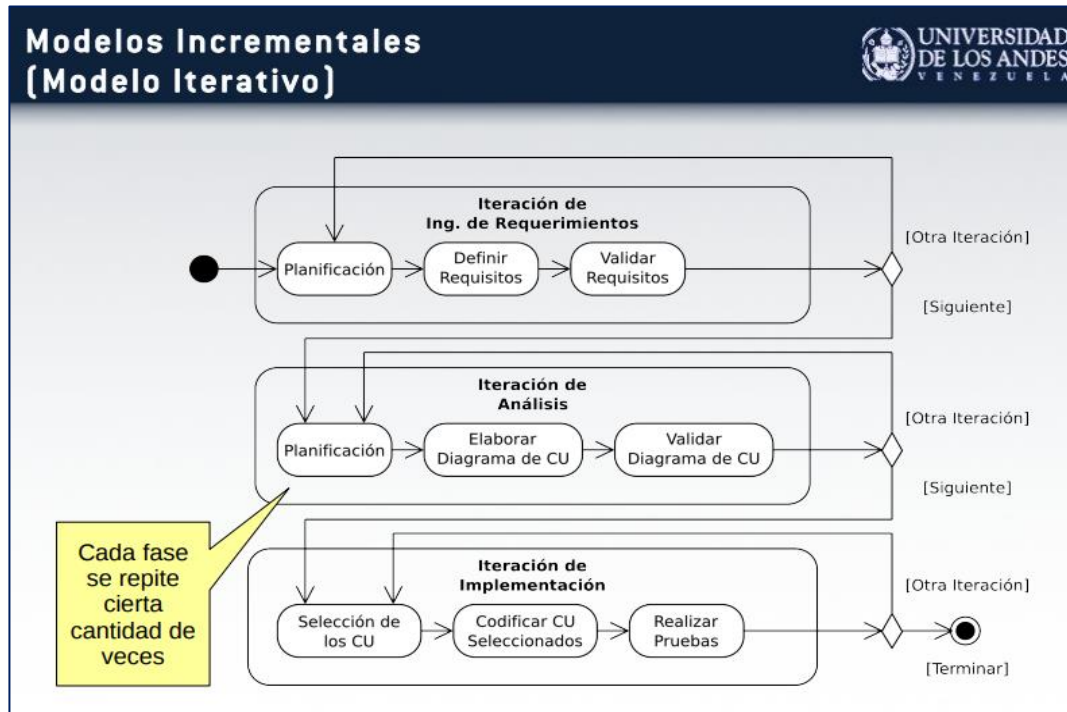 Modelos Incrementales
(Modelo Iterativo)
UNIVERSIDAD
DE LOS ANDES
VENEZUELA
Iteración de
Ing. de Requerimientos
Planificación
Definir
Requisitos
Validar
Requisitos
[Otra Iteración]
[Siguiente]
Iteración de
Análisis
Planificación
Elaborar
Diagrama de CU
Validar
Diagrama de CU
[Otra Iteración]
[Siguiente]
Cada fase
se repite
cierta
cantidad de
veces
Iteración de
Implementación
Selección de
los CU
Codificar CU
Seleccionados
Realizar
Pruebas
[Otra Iteración]
[Terminar]